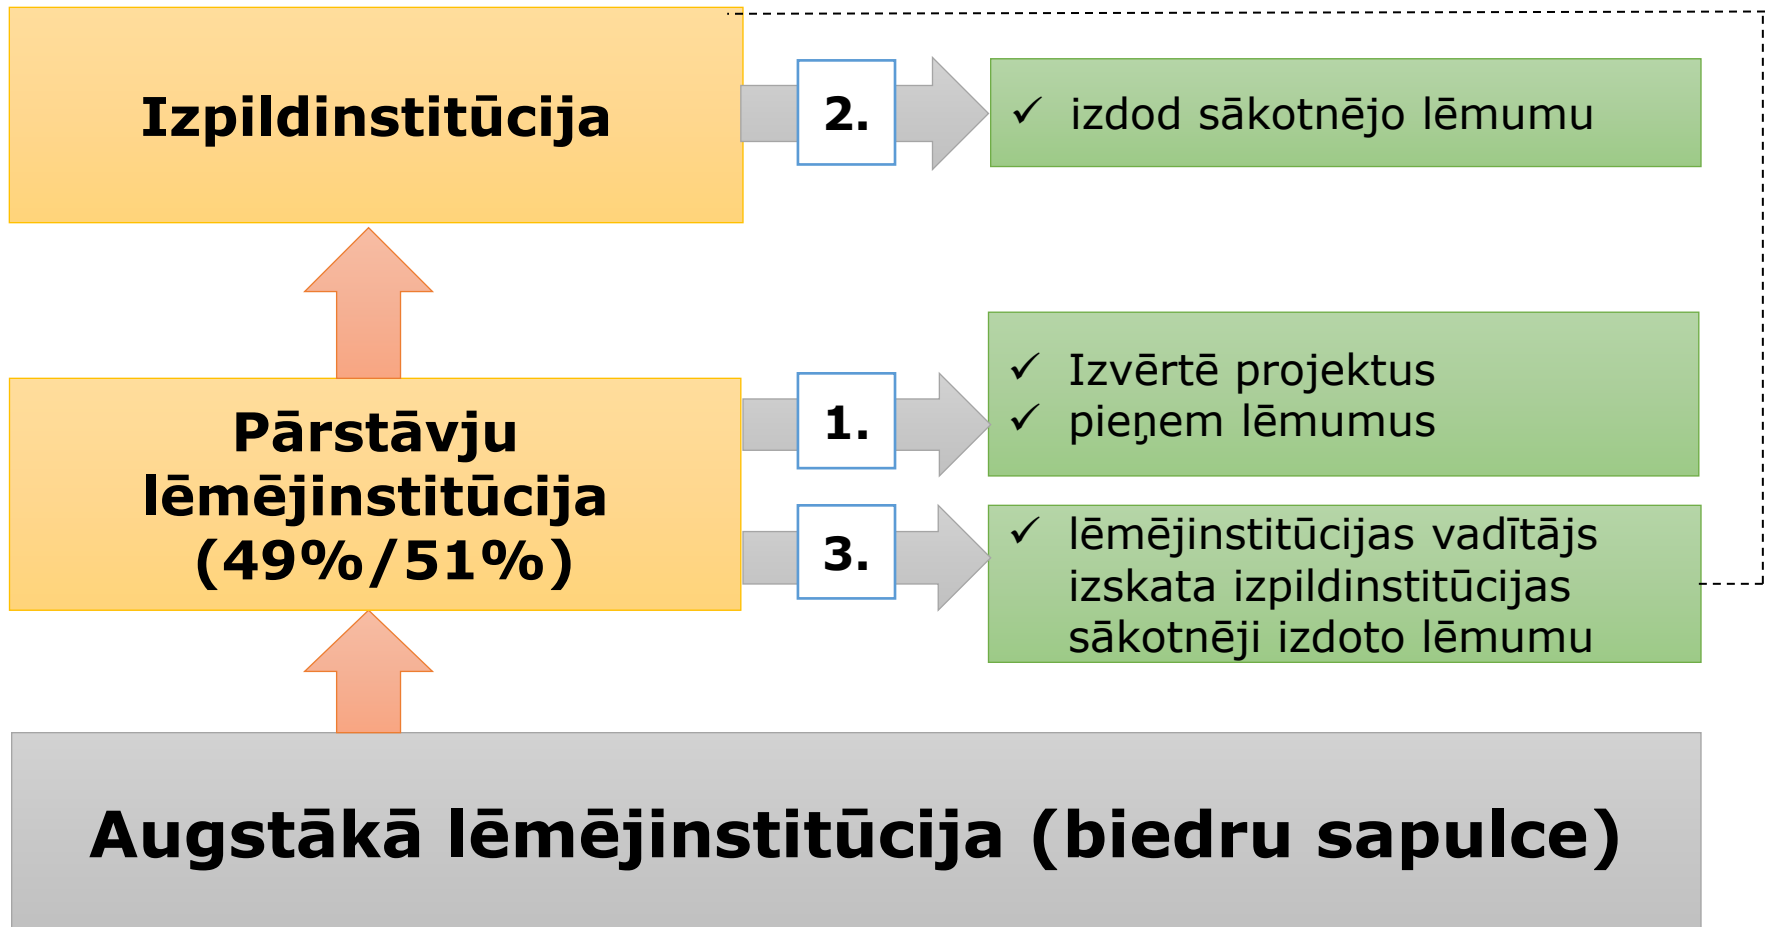 Izpildinstitūcija
2.
✓ izdod sākotnējo lēmumu
Pārstāvju
lēmējinstitūcija
(49%/51%)
1.
✓ Izvērtē projektus
✓ pieņem lēmumus
3.
✓ lēmējinstitūcijas vadītājs
izskata izpildinstitūcijas
sākotnēji izdoto lēmumu
Augstākā lēmējinstitūcija (biedru sapulce)